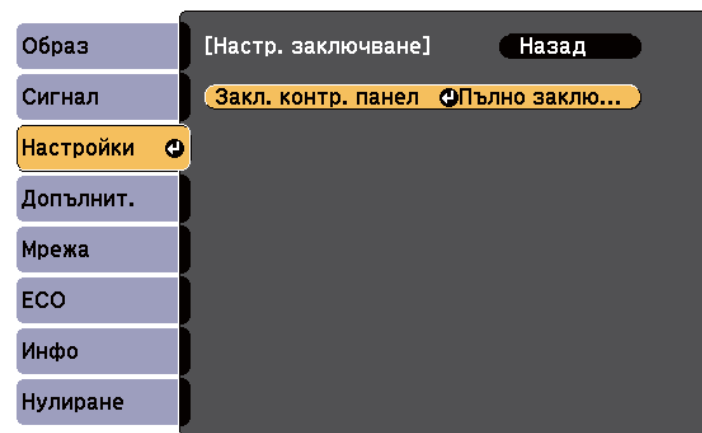 Образ
Сигнал
Настройки
Допълнит.
Мрежа
ECO
Инфо
Нулиране
[Настр. заключване] Назад
Закл. контр. панел Пълно заклю...